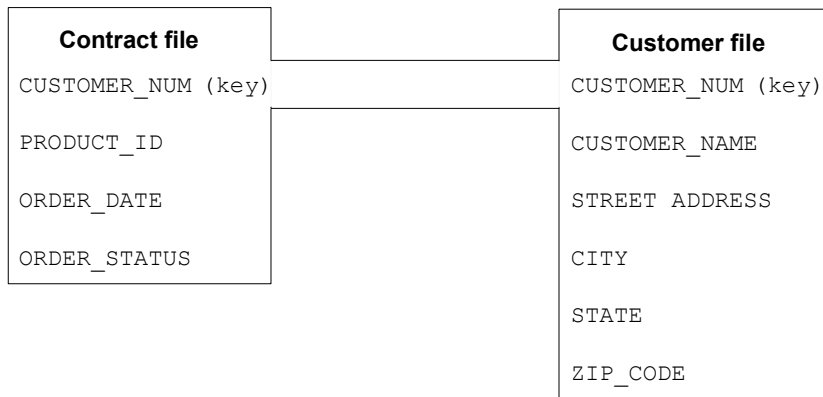 Contract file
CUSTOMER_NUM (key)
PRODUCT_ID
ORDER_DATE
ORDER_STATUS
Customer file
CUSTOMER_NUM (key)
CUSTOMER_NAME
STREET ADDRESS
CITY
STATE
ZIP_CODE